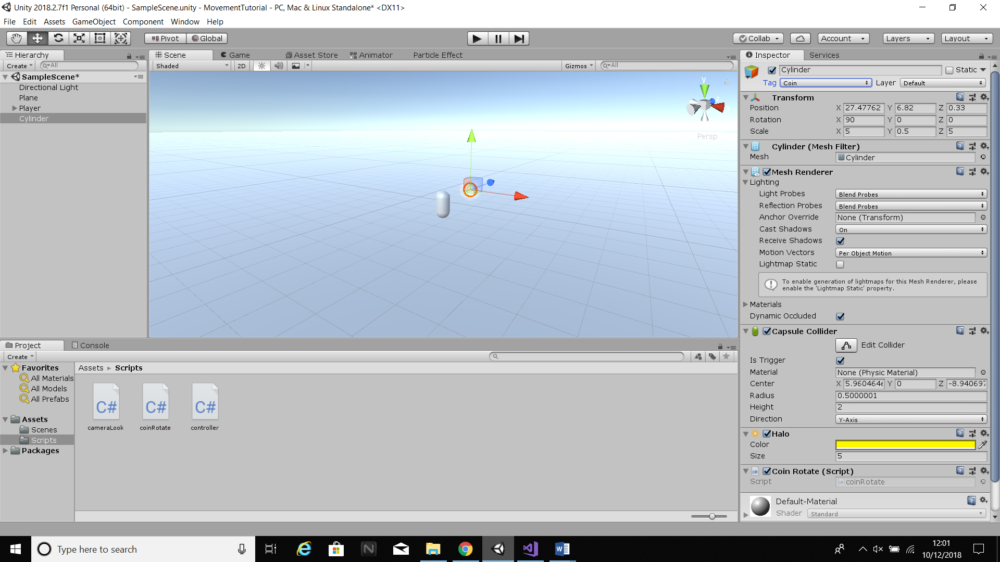 Unity 2018.2.7f1 Personal (64bit) - SampleScene.unity - MovementTutorial - PC, Mac & Linux Standalone* <DX11>
File Edit Assets GameObject Component Window Help
Pivot Global Collab Account Layers Layout
Hierarchy
Create All
SampleScene*
Directional Light
Plane
Player
Cylinder
Scene Game Asset Store Animator Particle Effect
Shaded 2D Gizmos All
y
z
Persp
Inspector Services
Cylinder Static
Tag Coin Layer Default
Transform
Position X 27.47762 Y 6.82 Z 0.33
Rotation X 90 Y 0 Z 0
Scale X 5 Y 0.5 Z 5
Cylinder (Mesh Filter)
Mesh Cylinder
Mesh Renderer
Lighting
Light Probes Blend Probes
Reflection Probes Blend Probes
Anchor Override None (Transform)
Cast Shadows On
Receive Shadows
Motion Vectors Per Object Motion
Lightmap Static
To enable generation of lightmaps for this Mesh Renderer, please
enable the 'Lightmap Static' property.
Materials
Dynamic Occluded
Capsule Collider
Edit Collider
Is Trigger
Material None (Physic Material)
Center X 5.960464e Y 0 Z -8.940697
Radius 0.5000001
Height 2
Direction Y-Axis
Halo
Color
Size 5
Coin Rotate (Script)
Script coinRotate
Default-Material
Shader Standard
Project Console
Create
Favorites
All Materials
All Models
All Prefabs
Assets
Scenes
Scripts
Packages
Assets Scripts
C# C# C#
cameraLook coinRotate controller
Type here to search
12:01
10/12/2018